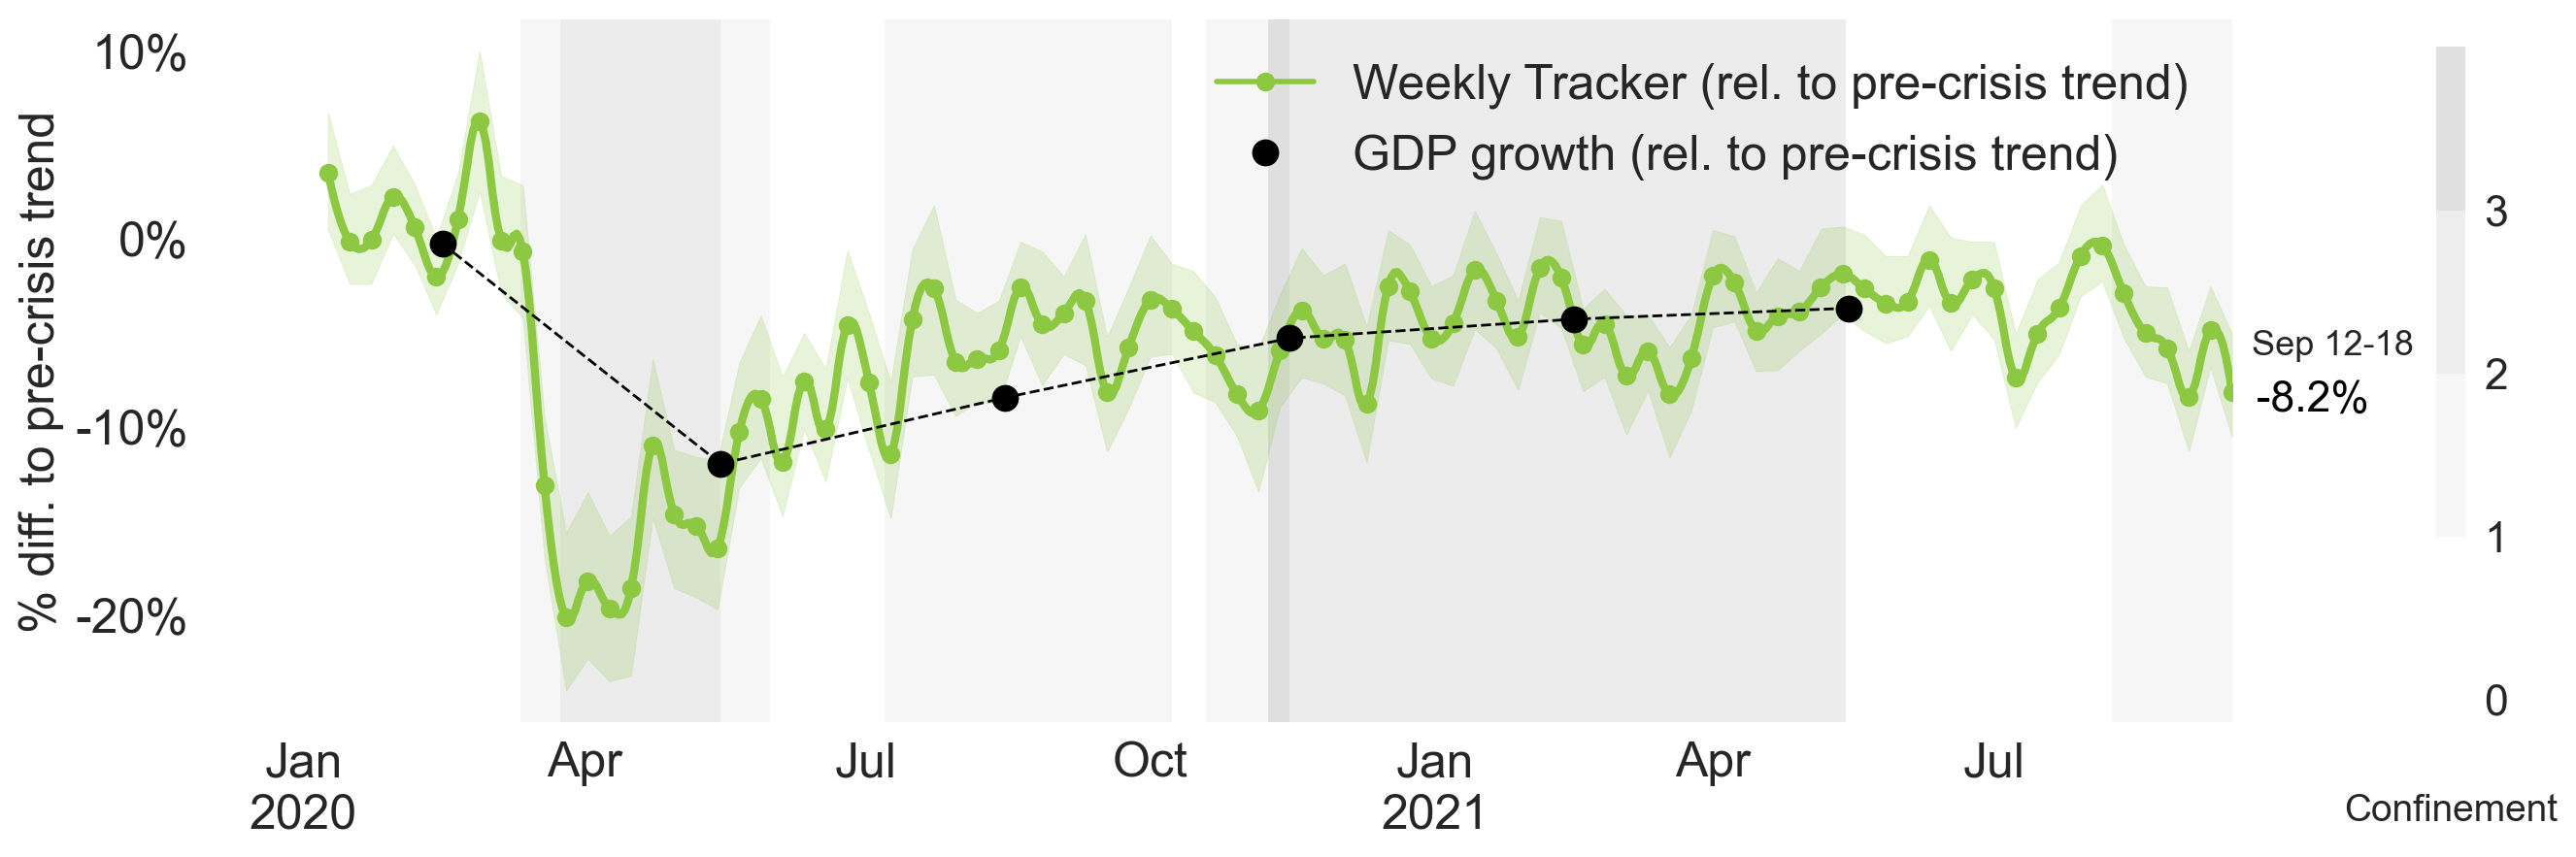 % diff. to pre-crisis trend
10%
0%
-10%
-20%
Weekly Tracker (rel. to pre-crisis trend)
GDP growth (rel. to pre-crisis trend)
Sep 12-18
-8.2%
3
2
1
0
Jan Apr Jul Oct Jan Apr Jul
2020 2021
Confinement